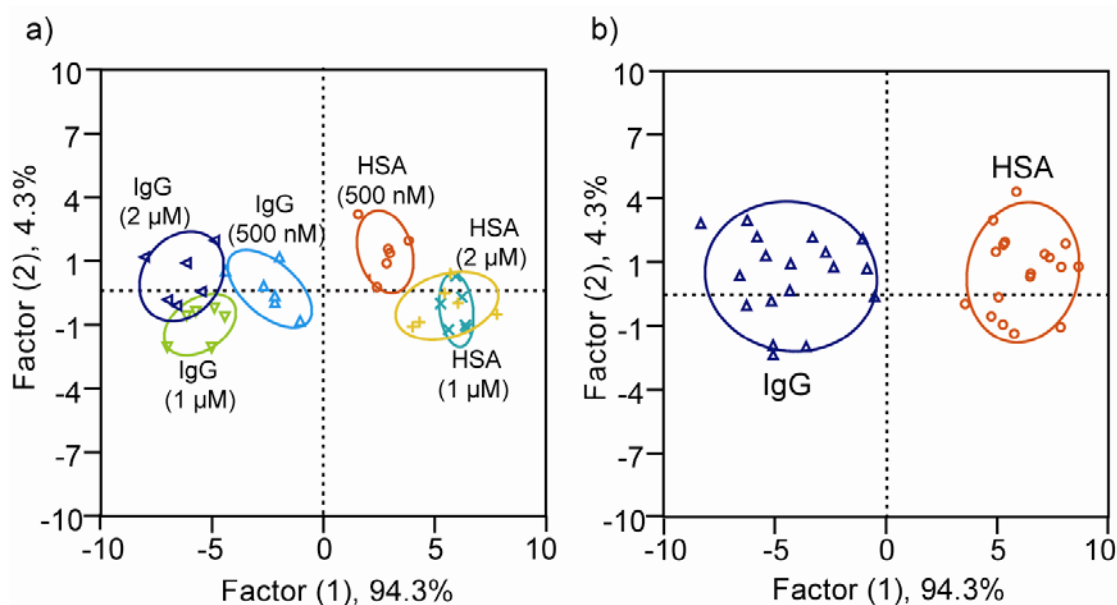 a)
10
7
4
1
-1
-4
-7
-10
Factor (2), 4.3%
IgG
(2 µM)
IgG
(500 nM)
HSA
(500 nM)
HSA
(2 µM)
IgG
(1 µM)
HSA
(1 µM)
-10
-5
0
5
10
Factor (1), 94.3%
b)
10
7
4
1
-1
-4
-7
-10
Factor (2), 4.3%
HSA
IgG
-10
-5
0
5
10
Factor (1), 94.3%